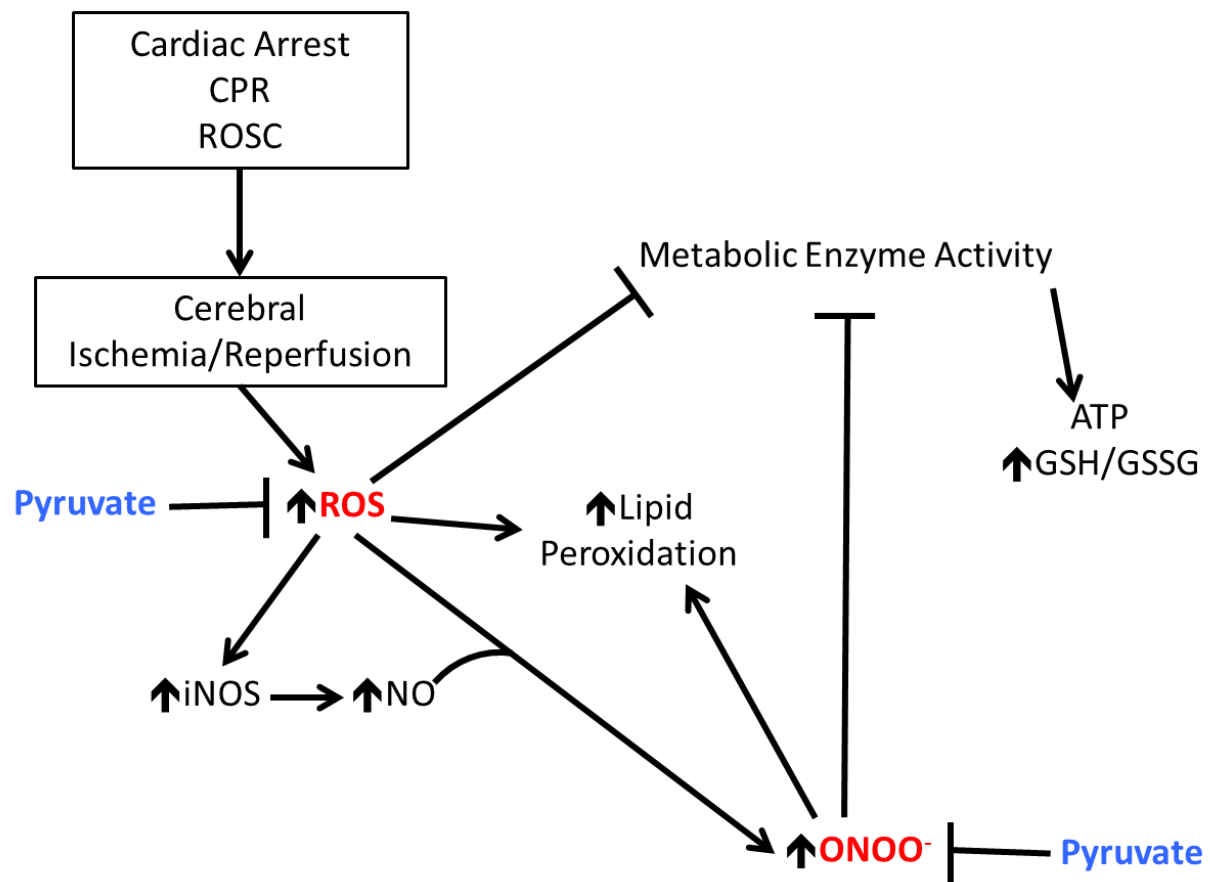 Cardiac Arrest
CPR
ROSC
Cerebral
Ischemia/Reperfusion
Metabolic Enzyme Activity
ATP
↑GSH/GSSG
Pyruvate
↑ROS
↑Lipid
Peroxidation
↑iNOS
↑NO
↑ONOO⁻
Pyruvate